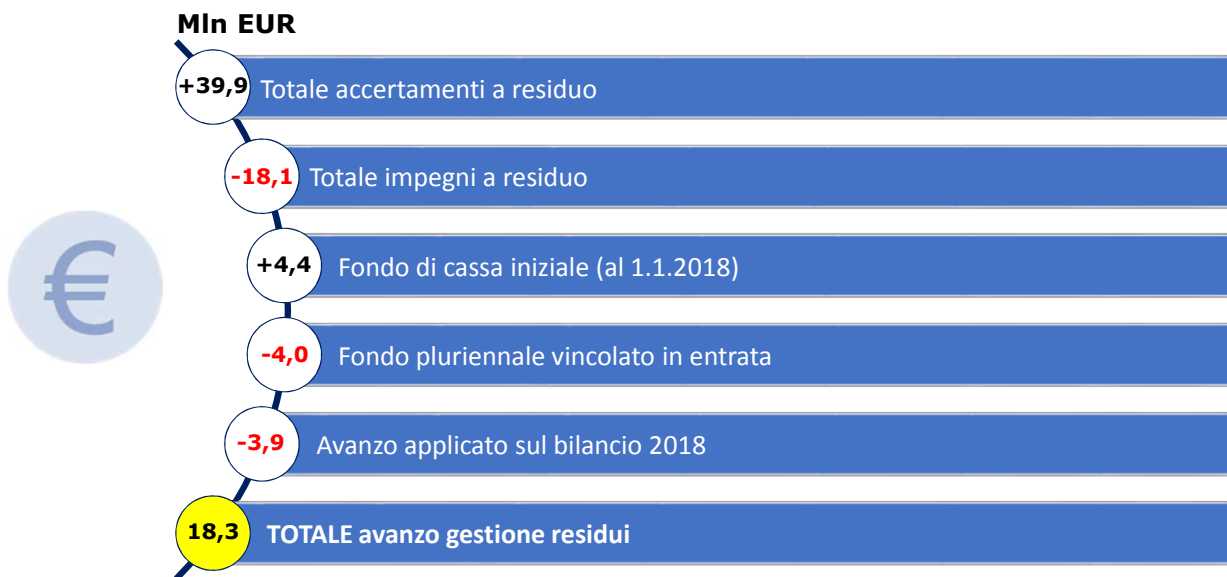 Mln EUR
+39,9 Totale accertamenti a residuo
-18,1 Totale impegni a residuo
+4,4 Fondo di cassa iniziale (al 1.1.2018)
-4,0 Fondo pluriennale vincolato in entrata
-3,9 Avanzo applicato sul bilancio 2018
18,3 TOTALE avanzo gestione residui
€